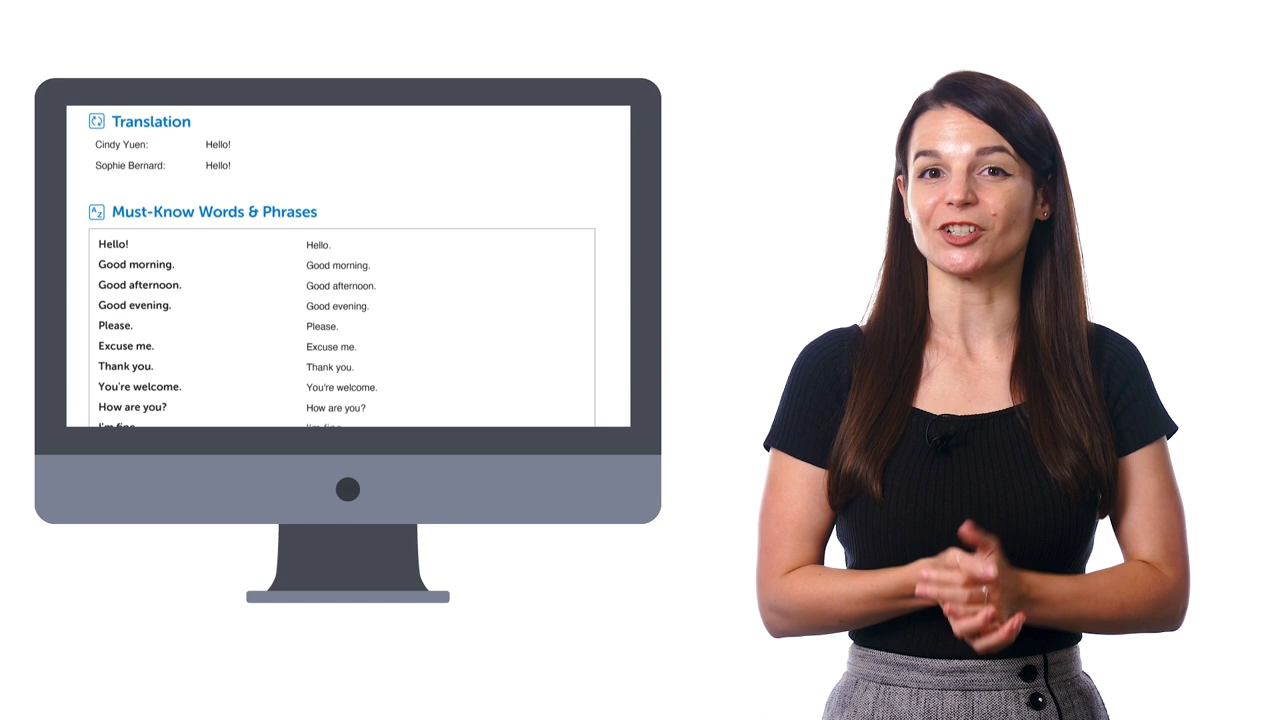 Translation
Cindy Yuen: Hello!
Sophie Bernard: Hello!
Must-Know Words & Phrases
Hello! Hello.
Good morning. Good morning.
Good afternoon. Good afternoon.
Good evening. Good evening.
Please. Please.
Excuse me. Excuse me.
Thank you. Thank you.
You're welcome. You're welcome.
How are you? How are you?
I'm fine I'm fine